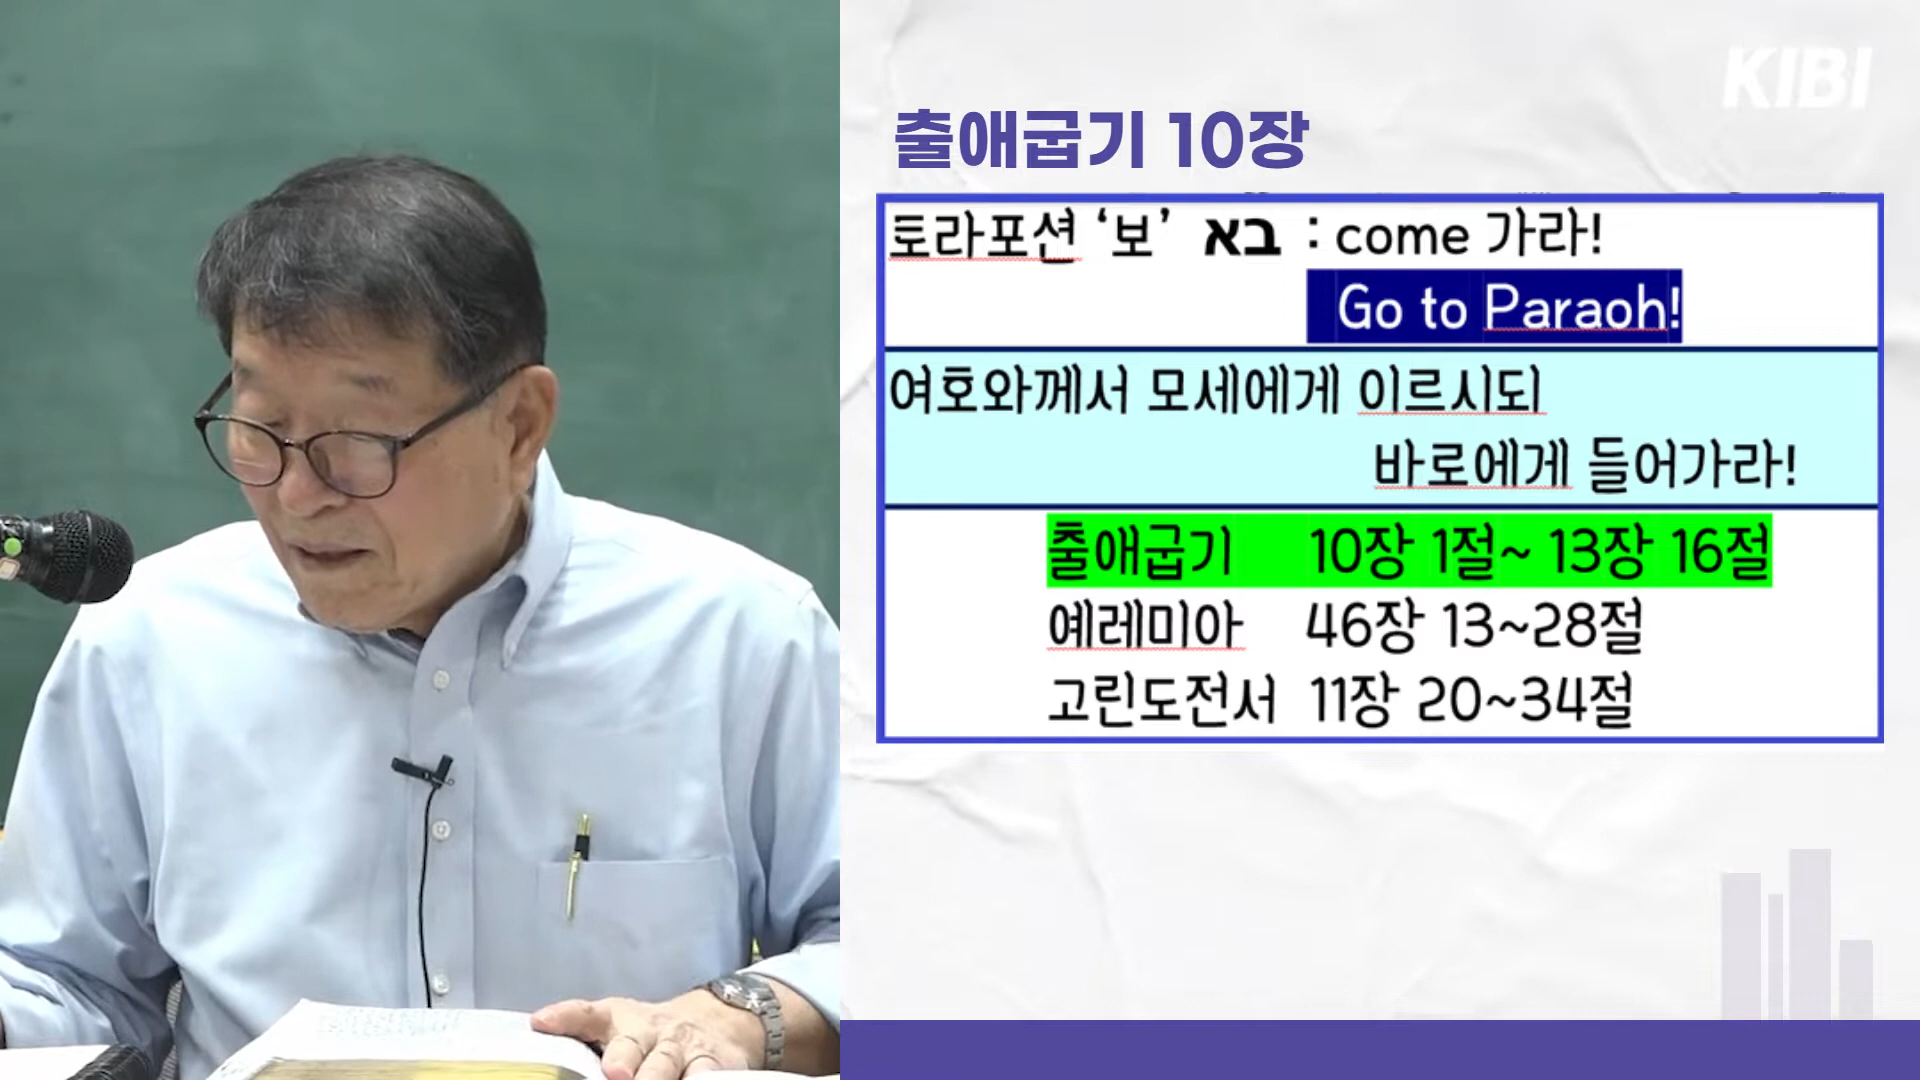 KIBI
출애굽기 10장
토라포션 ‘보’ בא : come 가라!
Go to Paraoh!
여호와께서 모세에게 이르시되
바로에게 들어가라!
출애굽기 10장 1절~ 13장 16절
예레미아 46장 13~28절
고린도전서 11장 20~34절